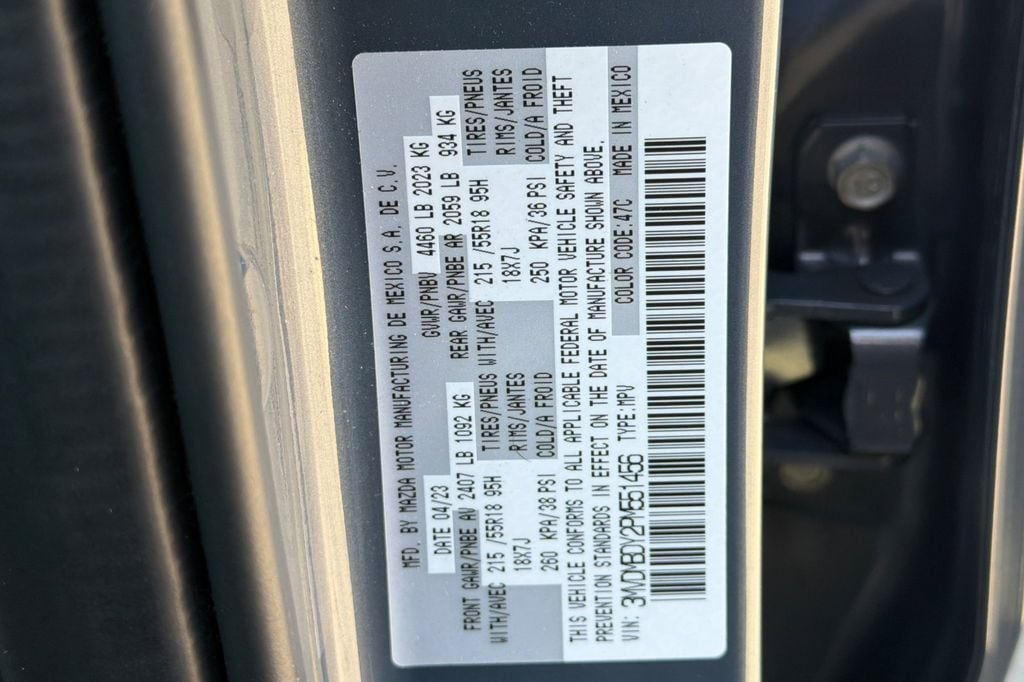 MFD. BY MAZDA MOTOR MANUFACTURING DE MEXICO S.A. DE C.V.
DATE 04/23 GVWR/PNBV 4460 LB 2023 KG
FRONT GAWR/PNBE AV 2407 LB 1092 KG REAR GAWR/PNBE AR 2059 LB 934 KG
WITH/AVEC 215 /55R18 95H TIRES/PNEUS WITH/AVEC 215 /55R18 95H TIRES/PNEUS
18X7J RIMS/JANTES 18X7J RIMS/JANTES
260 KPA/38 PSI COLD/A FROID 250 KPA/36 PSI COLD/A FROID
THIS VEHICLE CONFORMS TO ALL APPLICABLE FEDERAL MOTOR VEHICLE SAFETY AND THEFT
PREVENTION STANDARDS IN EFFECT ON THE DATE OF MANUFACTURE SHOWN ABOVE.
VIN: 3MVDMBDY2PM551456 TYPE:MPV COLOR CODE:47C MADE IN MEXICO